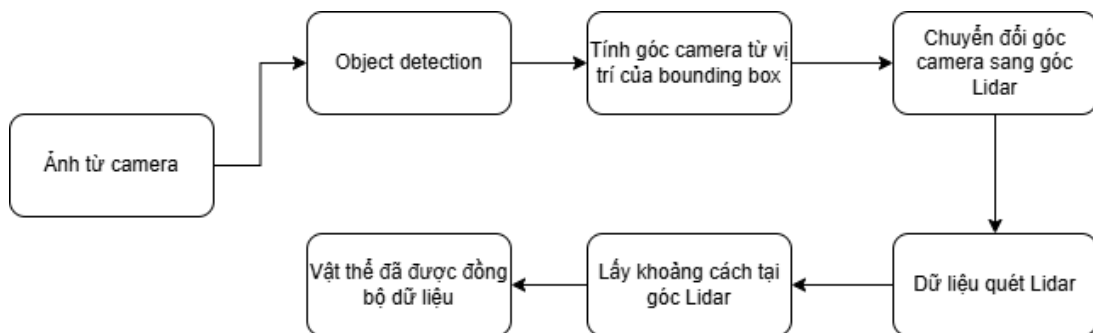 Ảnh từ camera
Object detection
Tính góc camera từ vị
trí của bounding box
Chuyển đổi góc
camera sang góc
Lidar
Dữ liệu quét Lidar
Lấy khoảng cách tại
góc Lidar
Vật thể đã được đồng
bộ dữ liệu